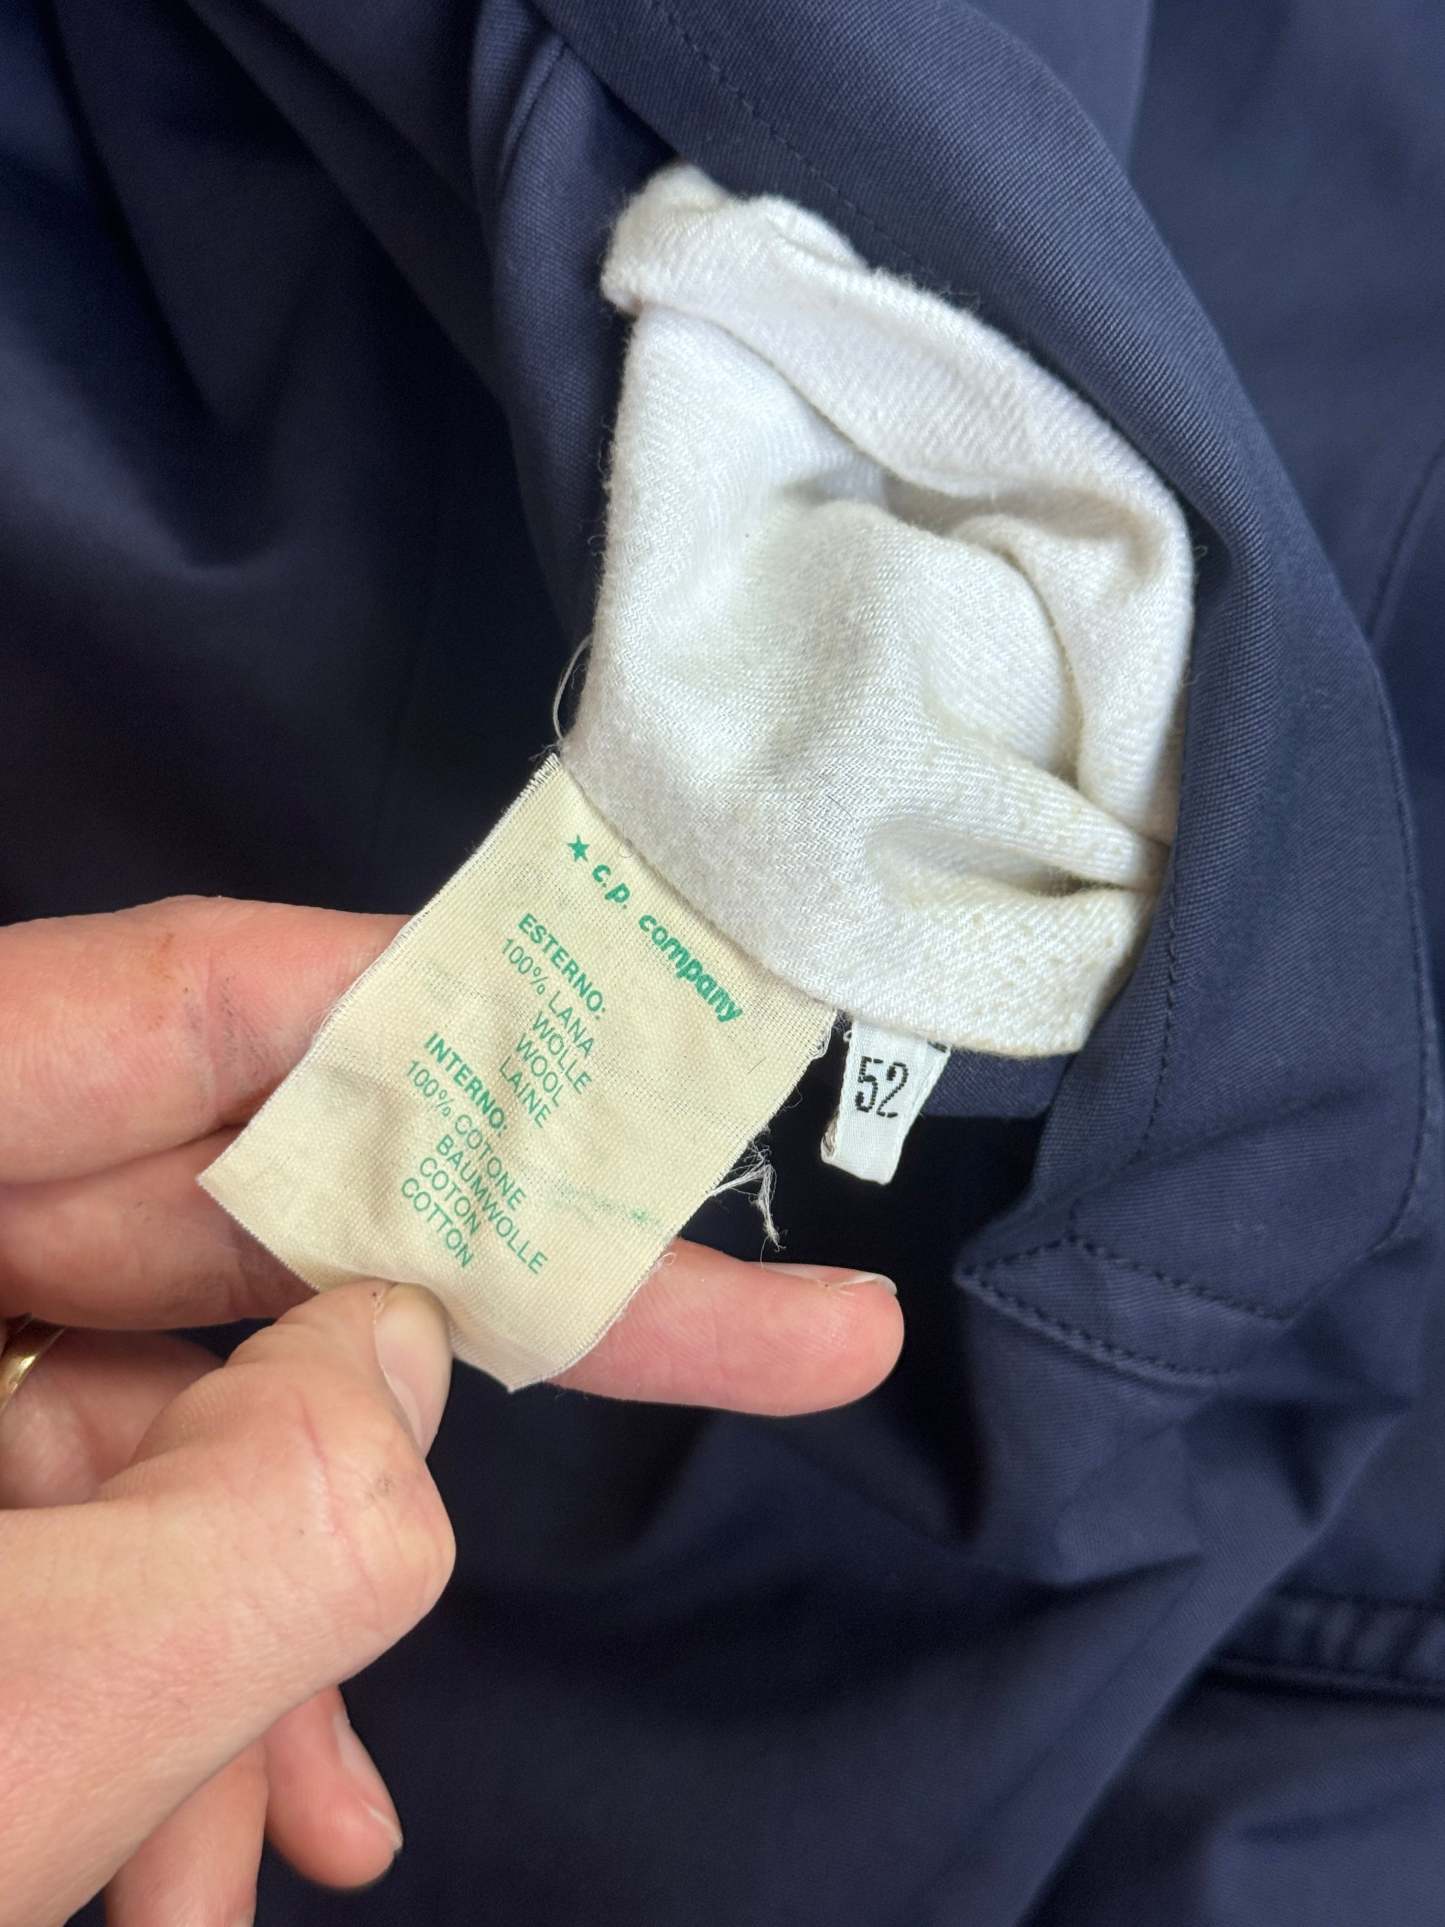 ★ c.p. company
ESTERNO:
100% LANA
WOLLE
WOOL
LAINE
INTERNO:
100% COTONE
BAUMWOLLE
COTON
COTTON
52